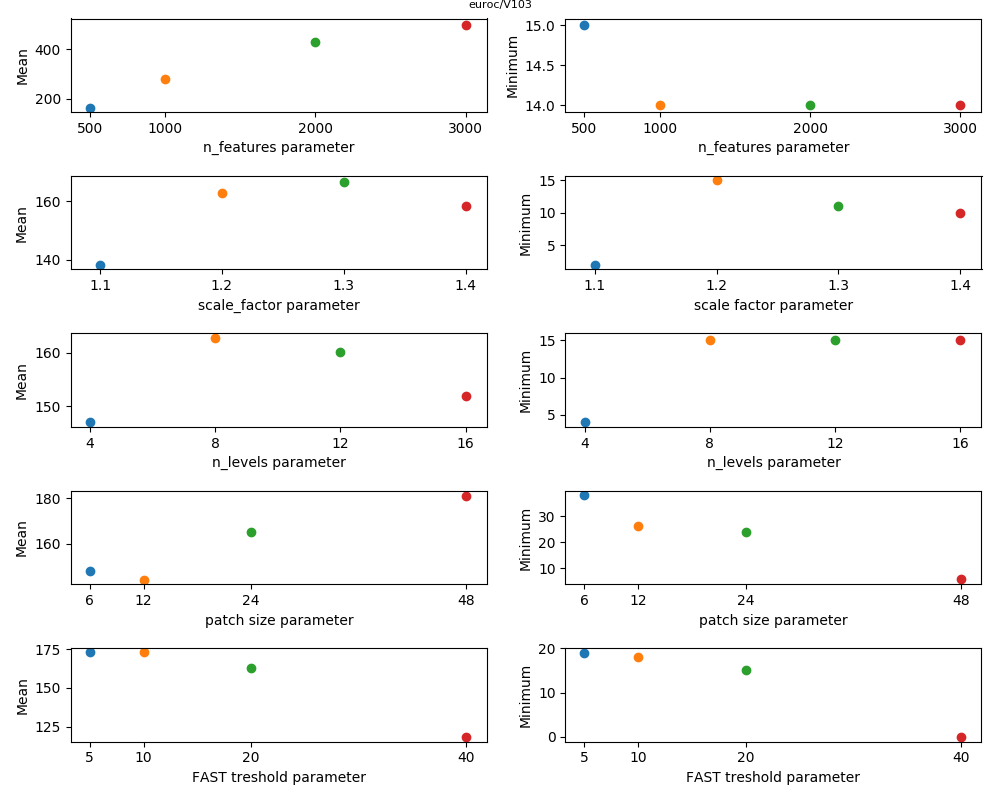 euroc/V103
Mean
400
200
500 1000 2000 3000
n_features parameter
Minimum
15.0
14.5
14.0
500 1000 2000 3000
n_features parameter
Mean
160
140
1.1 1.2 1.3 1.4
scale_factor parameter
Minimum
15
10
5
1.1 1.2 1.3 1.4
scale factor parameter
Mean
160
150
4 8 12 16
n_levels parameter
Minimum
15
10
5
4 8 12 16
n_levels parameter
Mean
180
160
6 12 24 48
patch size parameter
Minimum
30
20
10
6 12 24 48
patch size parameter
Mean
175
150
125
5 10 20 40
FAST treshold parameter
Minimum
20
10
0
5 10 20 40
FAST treshold parameter